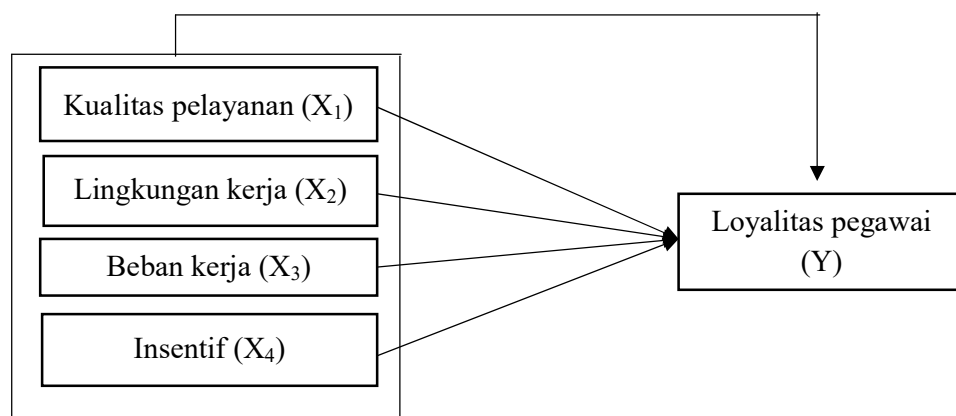 Kualitas pelayanan (X₁)
Lingkungan kerja (X₂)
Beban kerja (X₃)
Insentif (X₄)
Loyalitas pegawai
(Y)